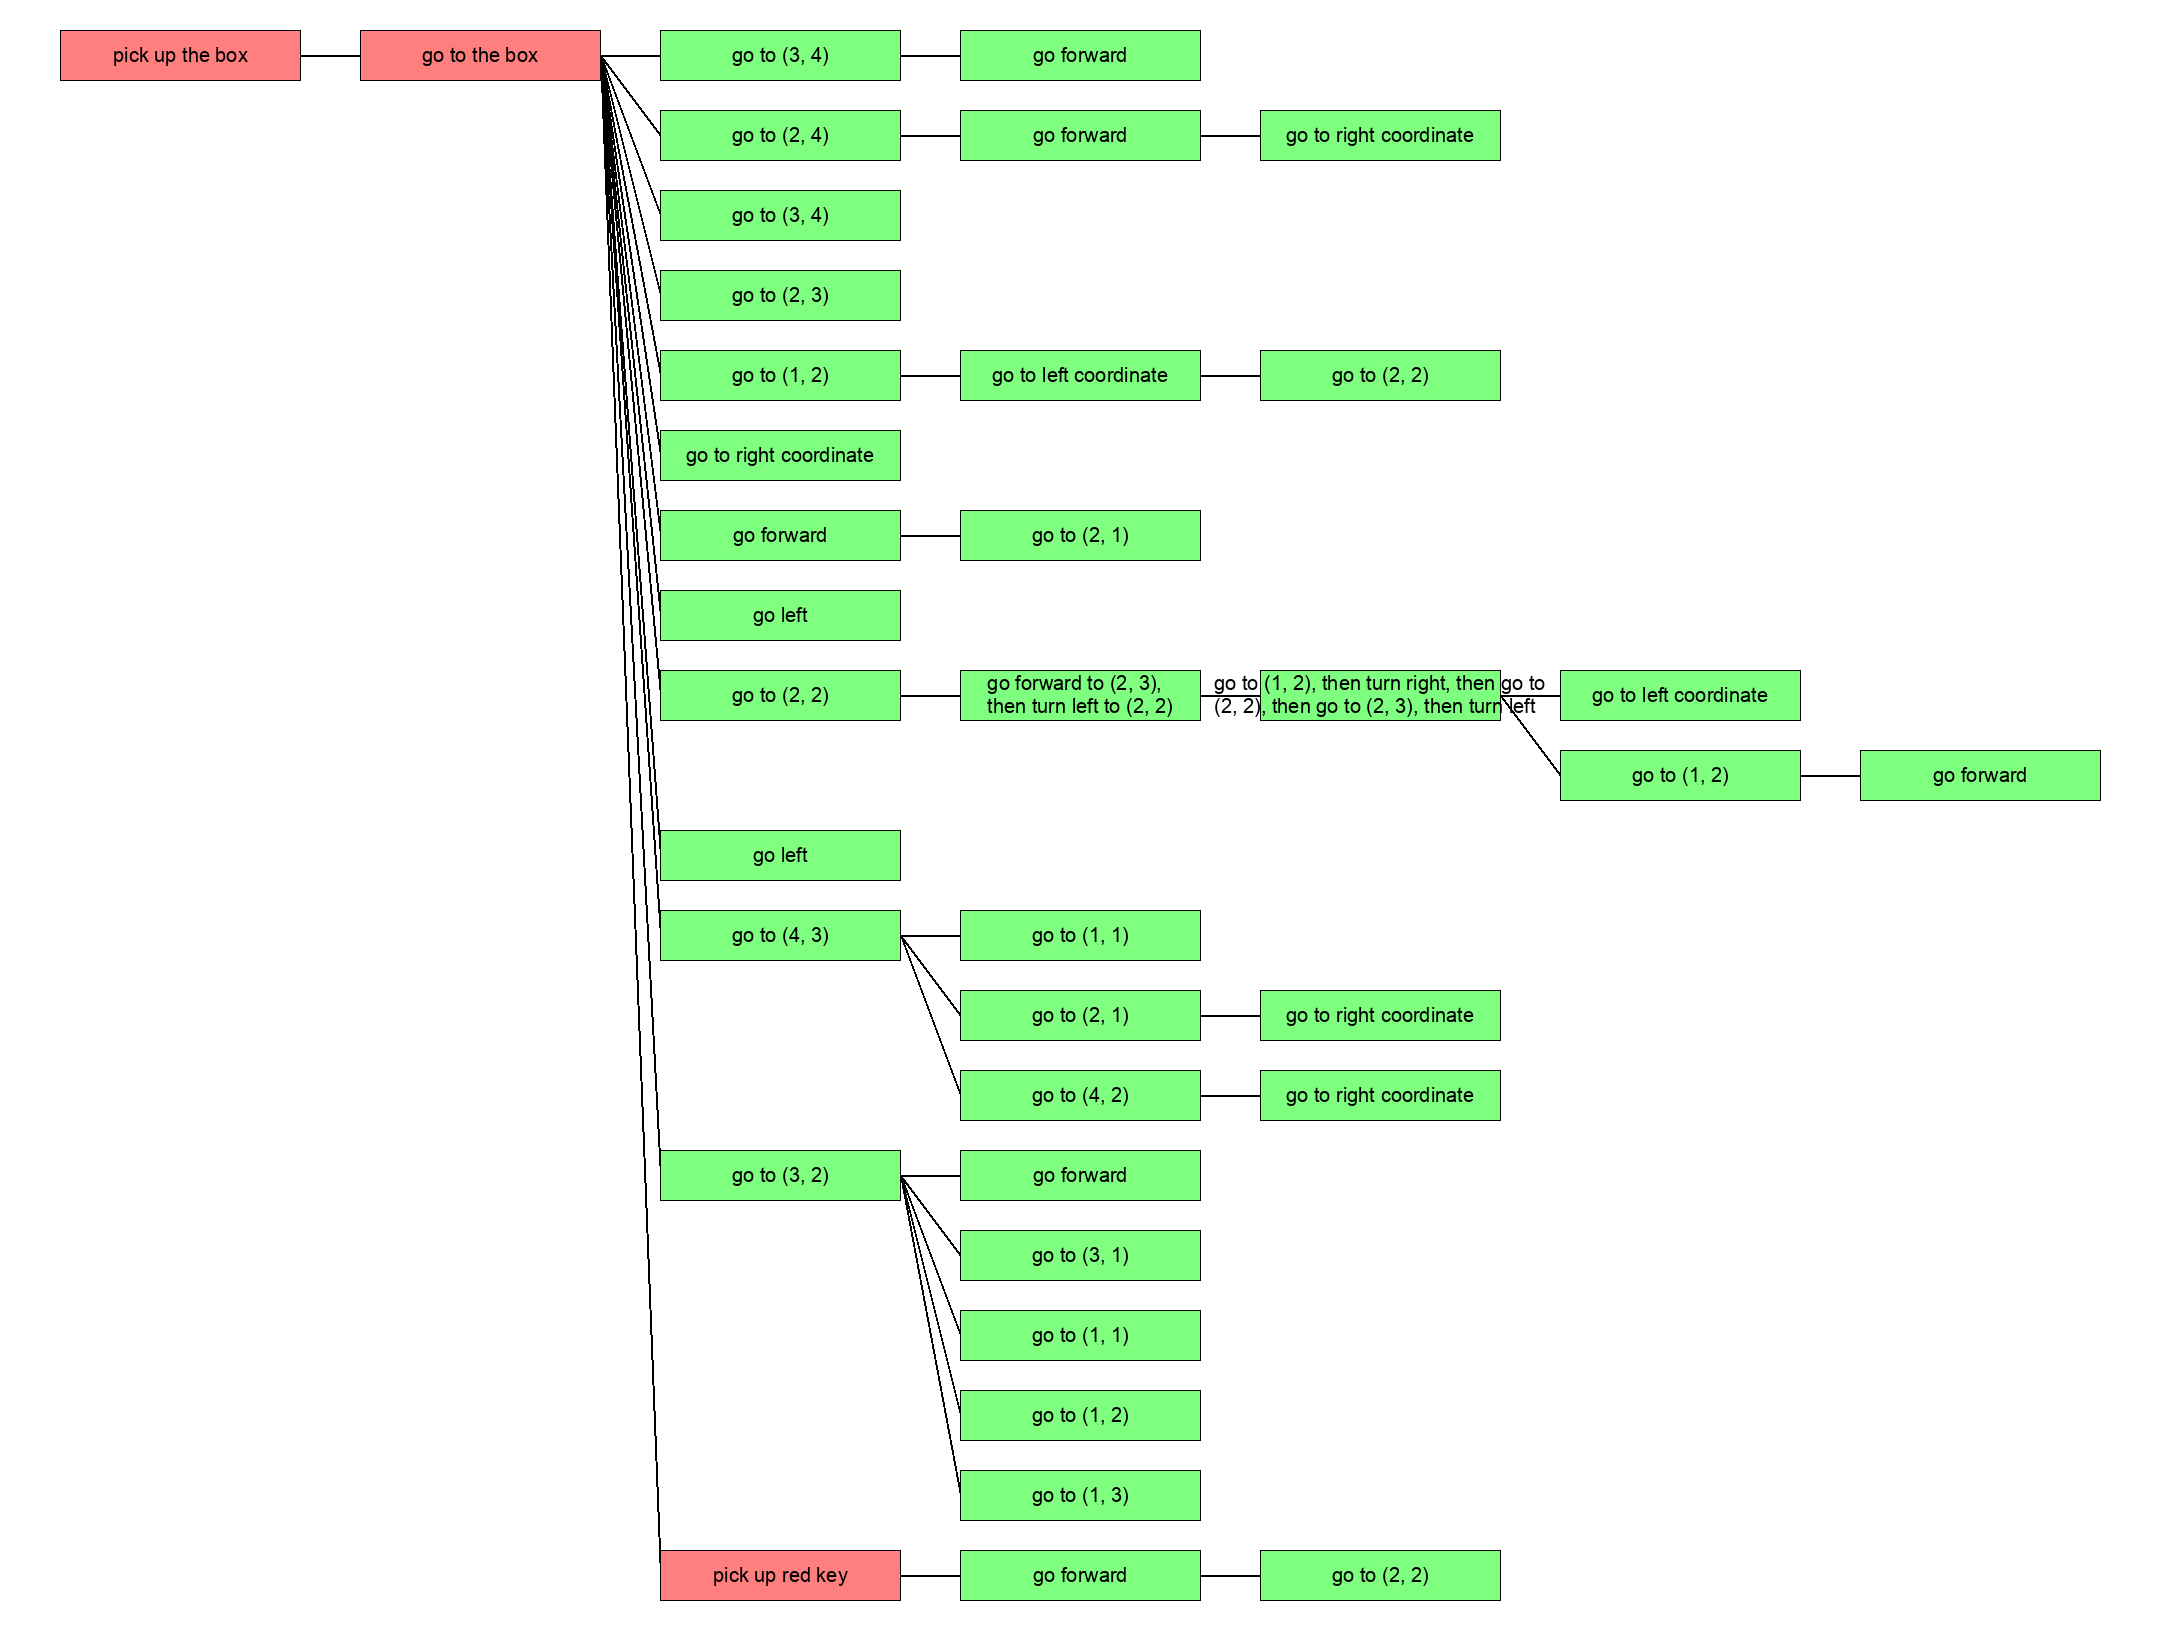 pick up the box
go to the box
go to (3, 4)
go forward
go to (2, 4)
go forward
go to right coordinate
go to (3, 4)
go to (2, 3)
go to (1, 2)
go to left coordinate
go to (2, 2)
go to right coordinate
go forward
go to (2, 1)
go left
go to (2, 2)
go forward to (2, 3),
then turn left to (2, 2)
go to (1, 2), then turn right, then go to
(2, 2), then go to (2, 3), then turn left
go to left coordinate
go to (1, 2)
go forward
go left
go to (4, 3)
go to (1, 1)
go to (2, 1)
go to right coordinate
go to (4, 2)
go to right coordinate
go to (3, 2)
go forward
go to (3, 1)
go to (1, 1)
go to (1, 2)
go to (1, 3)
pick up red key
go forward
go to (2, 2)